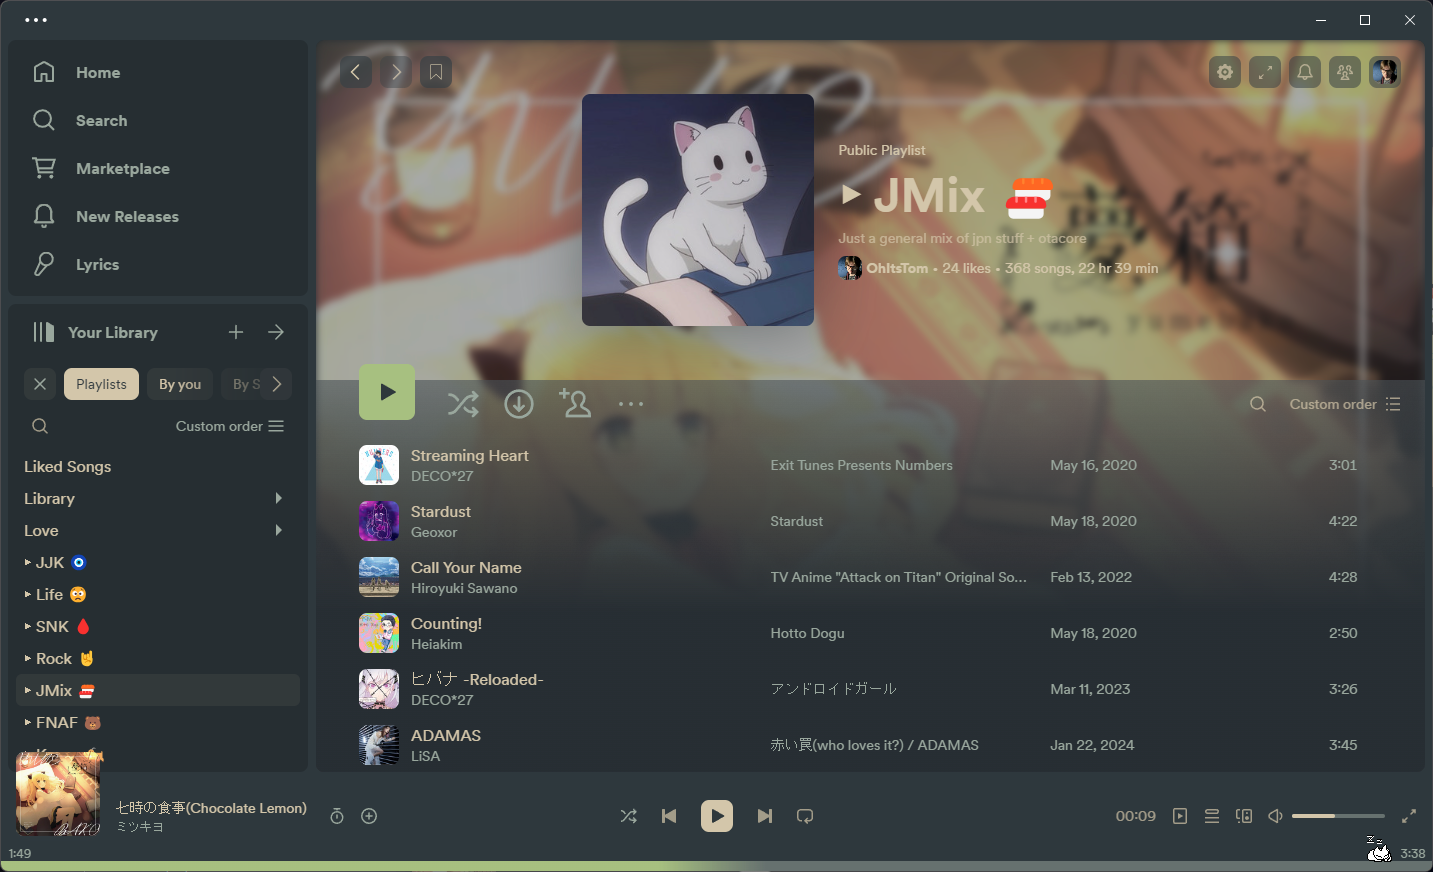 Home
Search
Marketplace
New Releases
Lyrics
Your Library
Playlists
By you
By S
Custom order
Liked Songs
Library
Love
JJK
Life
SNK
Rock
JMix
FNAF
Public Playlist
JMix
Just a general mix of jpn stuff + otacore
OhItsTom • 24 likes • 368 songs, 22 hr 39 min
Custom order
Streaming Heart
DECO*27
Exit Tunes Presents Numbers
May 16, 2020
3:01
Stardust
Geoxor
Stardust
May 18, 2020
4:22
Call Your Name
Hiroyuki Sawano
TV Anime "Attack on Titan" Original So...
Feb 13, 2022
4:28
Counting!
Heiakim
Hotto Dogu
May 18, 2020
2:50
ヒバナ -Reloaded-
DECO*27
アンドロイドガール
Mar 11, 2023
3:26
ADAMAS
LiSA
赤い罠(who loves it?) / ADAMAS
Jan 22, 2024
3:45
七時の食事(Chocolate Lemon)
ミツキヨ
00:09
1:49
3:38